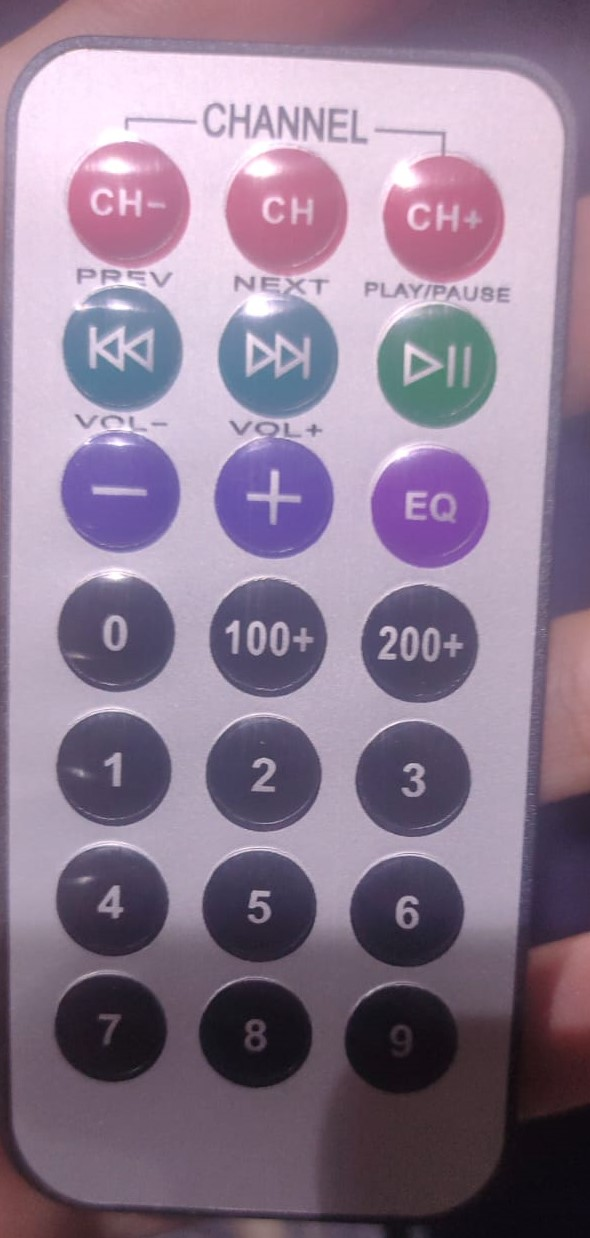 CHANNEL
CH- CH CH+
PREV NEXT PLAY/PAUSE
VOL- VOL+
- + EQ
0 100+ 200+
1 2 3
4 5 6
7 8 9